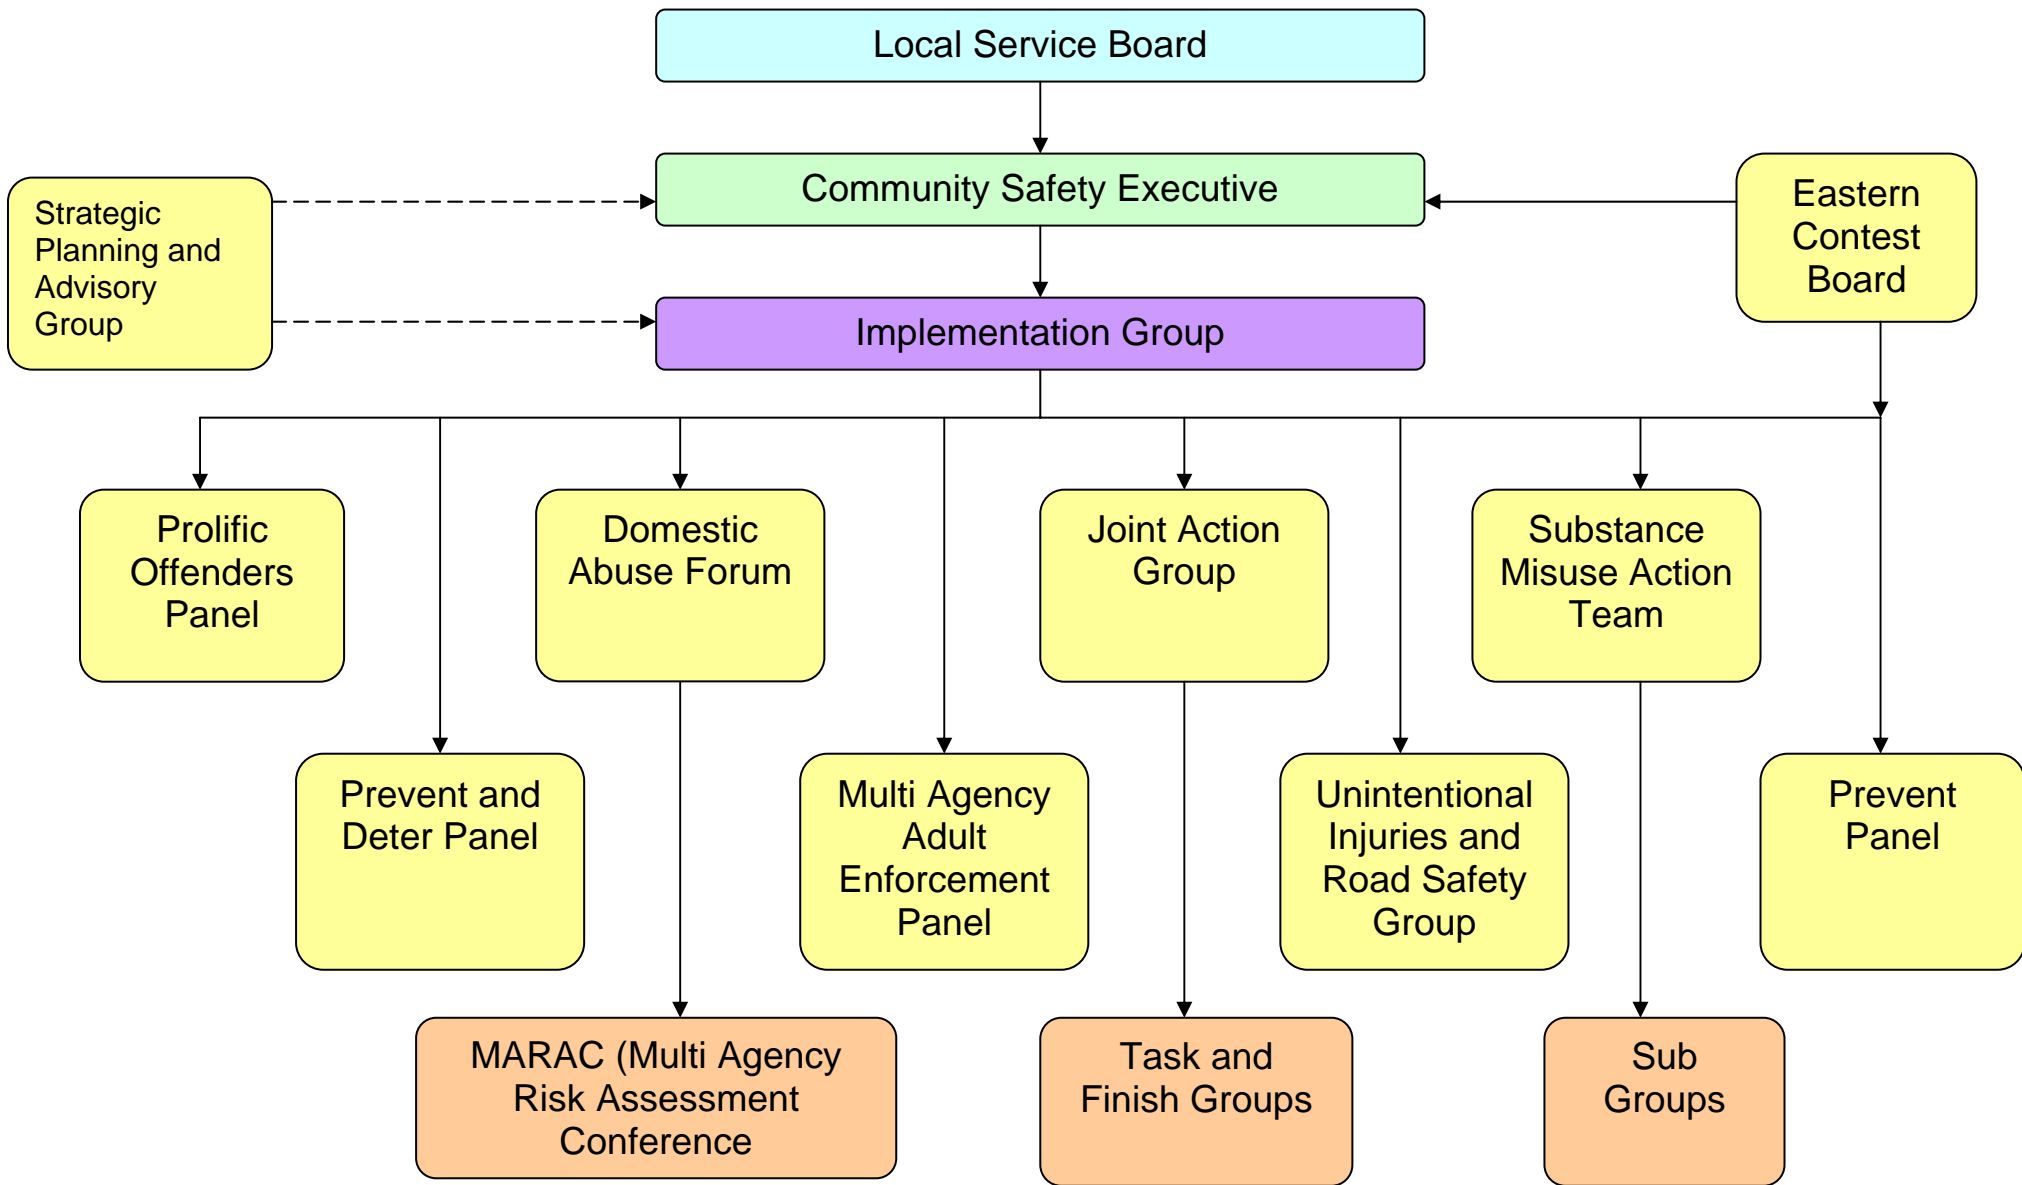 Local Service Board
Community Safety Executive
Strategic
Planning and
Advisory
Group
Eastern
Contest
Board
Implementation Group
Prolific
Offenders
Panel
Domestic
Abuse Forum
Joint Action
Group
Substance
Misuse Action
Team
Prevent and
Deter Panel
Multi Agency
Adult
Enforcement
Panel
Unintentional
Injuries and
Road Safety
Group
Prevent
Panel
MARAC (Multi Agency
Risk Assessment
Conference
Task and
Finish Groups
Sub
Groups